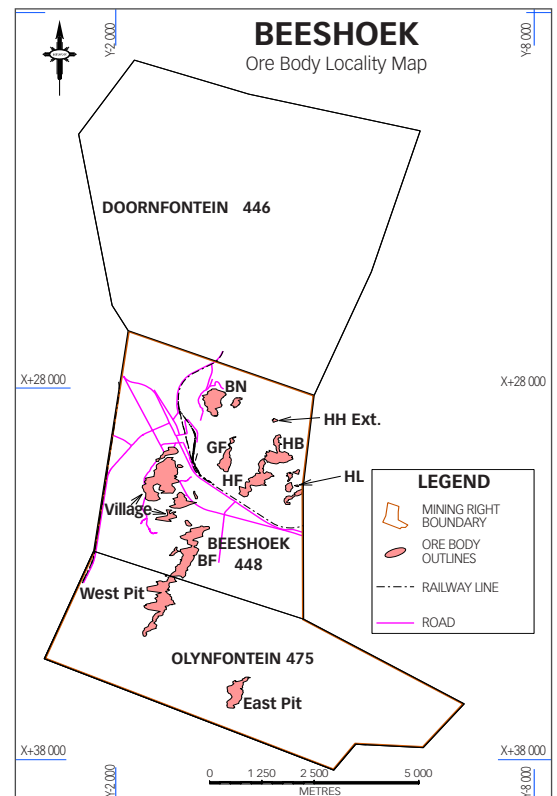 BEESHOEK
Ore Body Locality Map
Y-2 000
Y-8 000
DOORNFONTEIN 446
X+28 000
X+28 000
BN
HH Ext.
GF
HB
HF
HL
Village
BEESHOEK
448
BF
West Pit
OLYNFONTEIN 475
East Pit
LEGEND
MINING RIGHT
BOUNDARY
ORE BODY
OUTLINES
RAILWAY LINE
ROAD
X+38 000
X+38 000
Y-2 000
Y-8 000
0 1 250 2 500 5 000
METRES